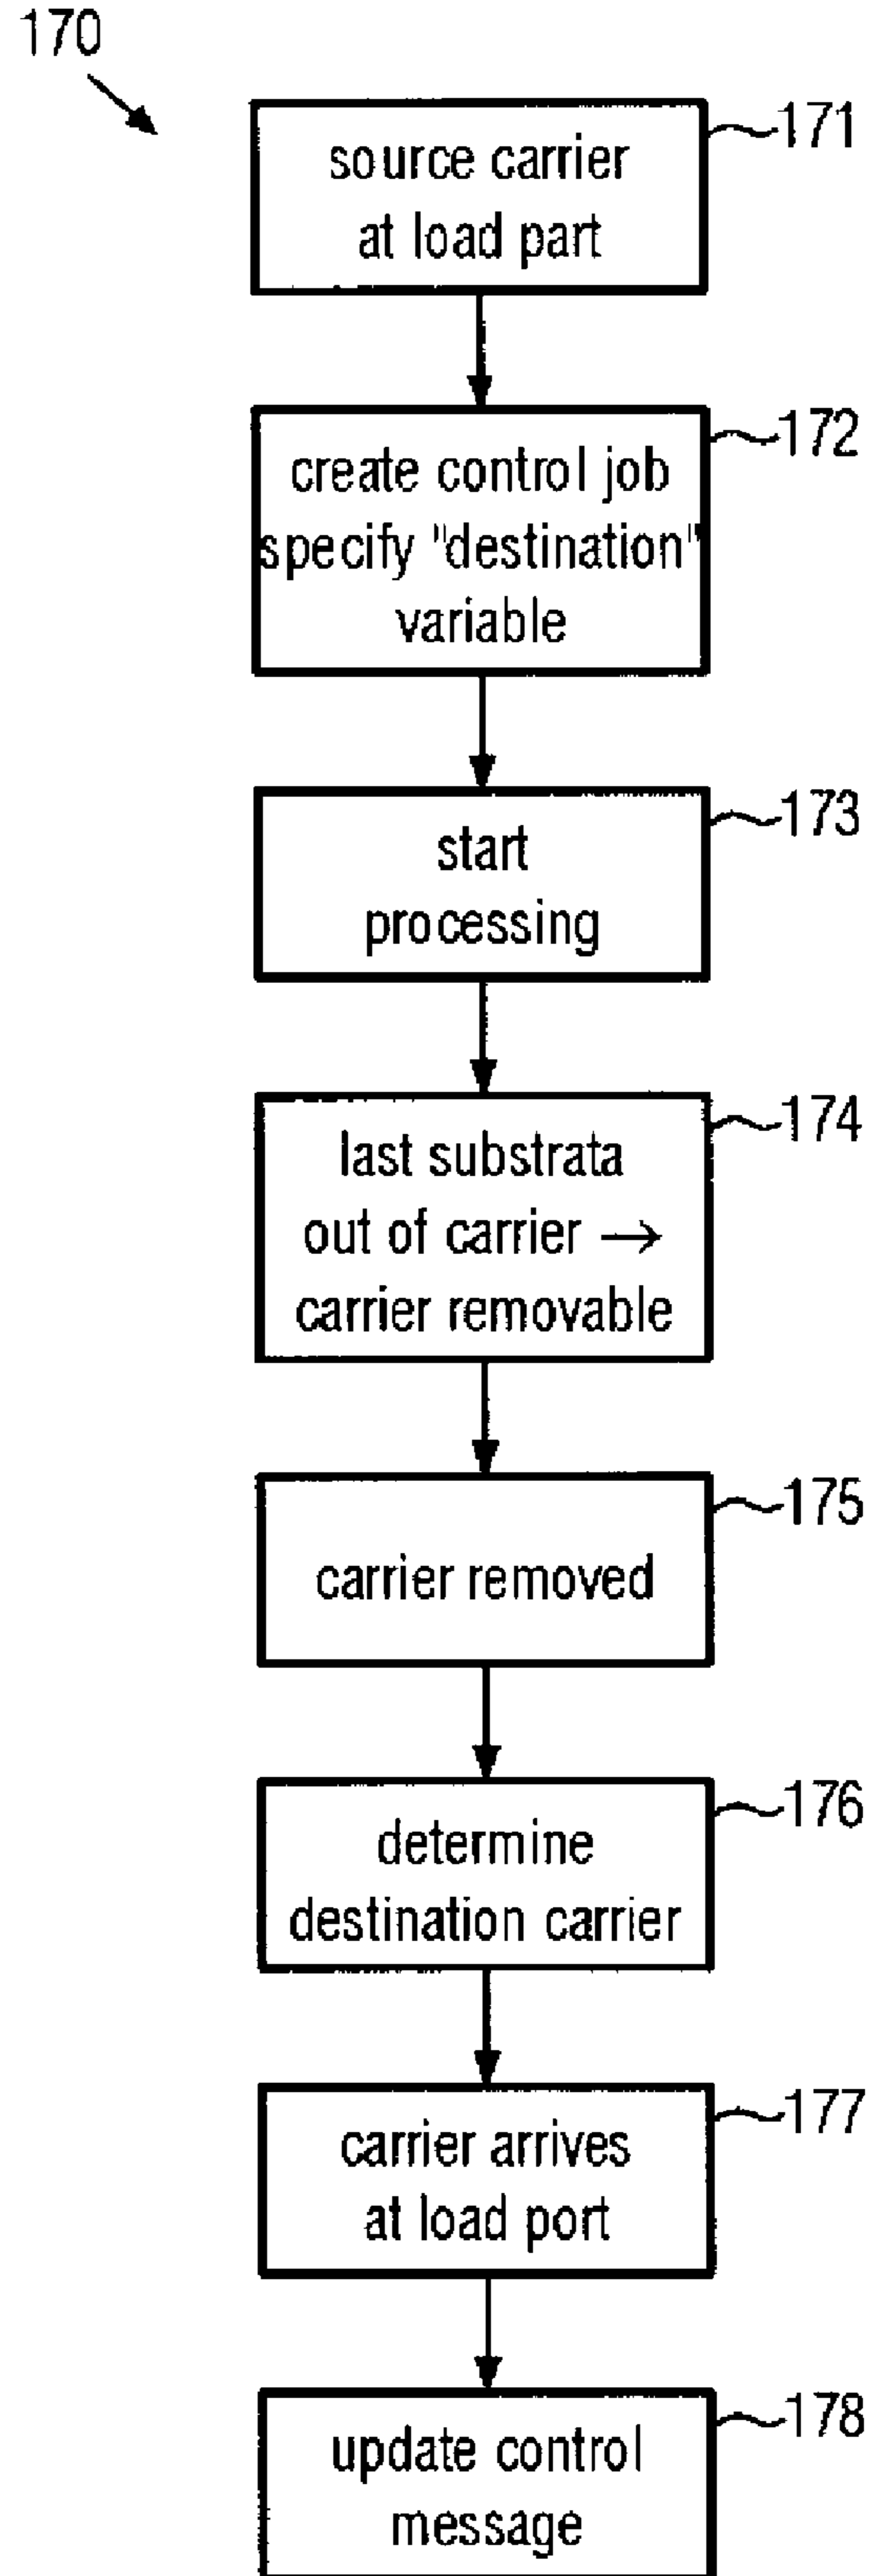 170
171
source carrier
at load part
172
create control job
specify "destination"
variable
173
start
processing
174
last substrata
out of carrier →
carrier removable
175
carrier removed
176
determine
destination carrier
177
carrier arrives
at load port
178
update control
message